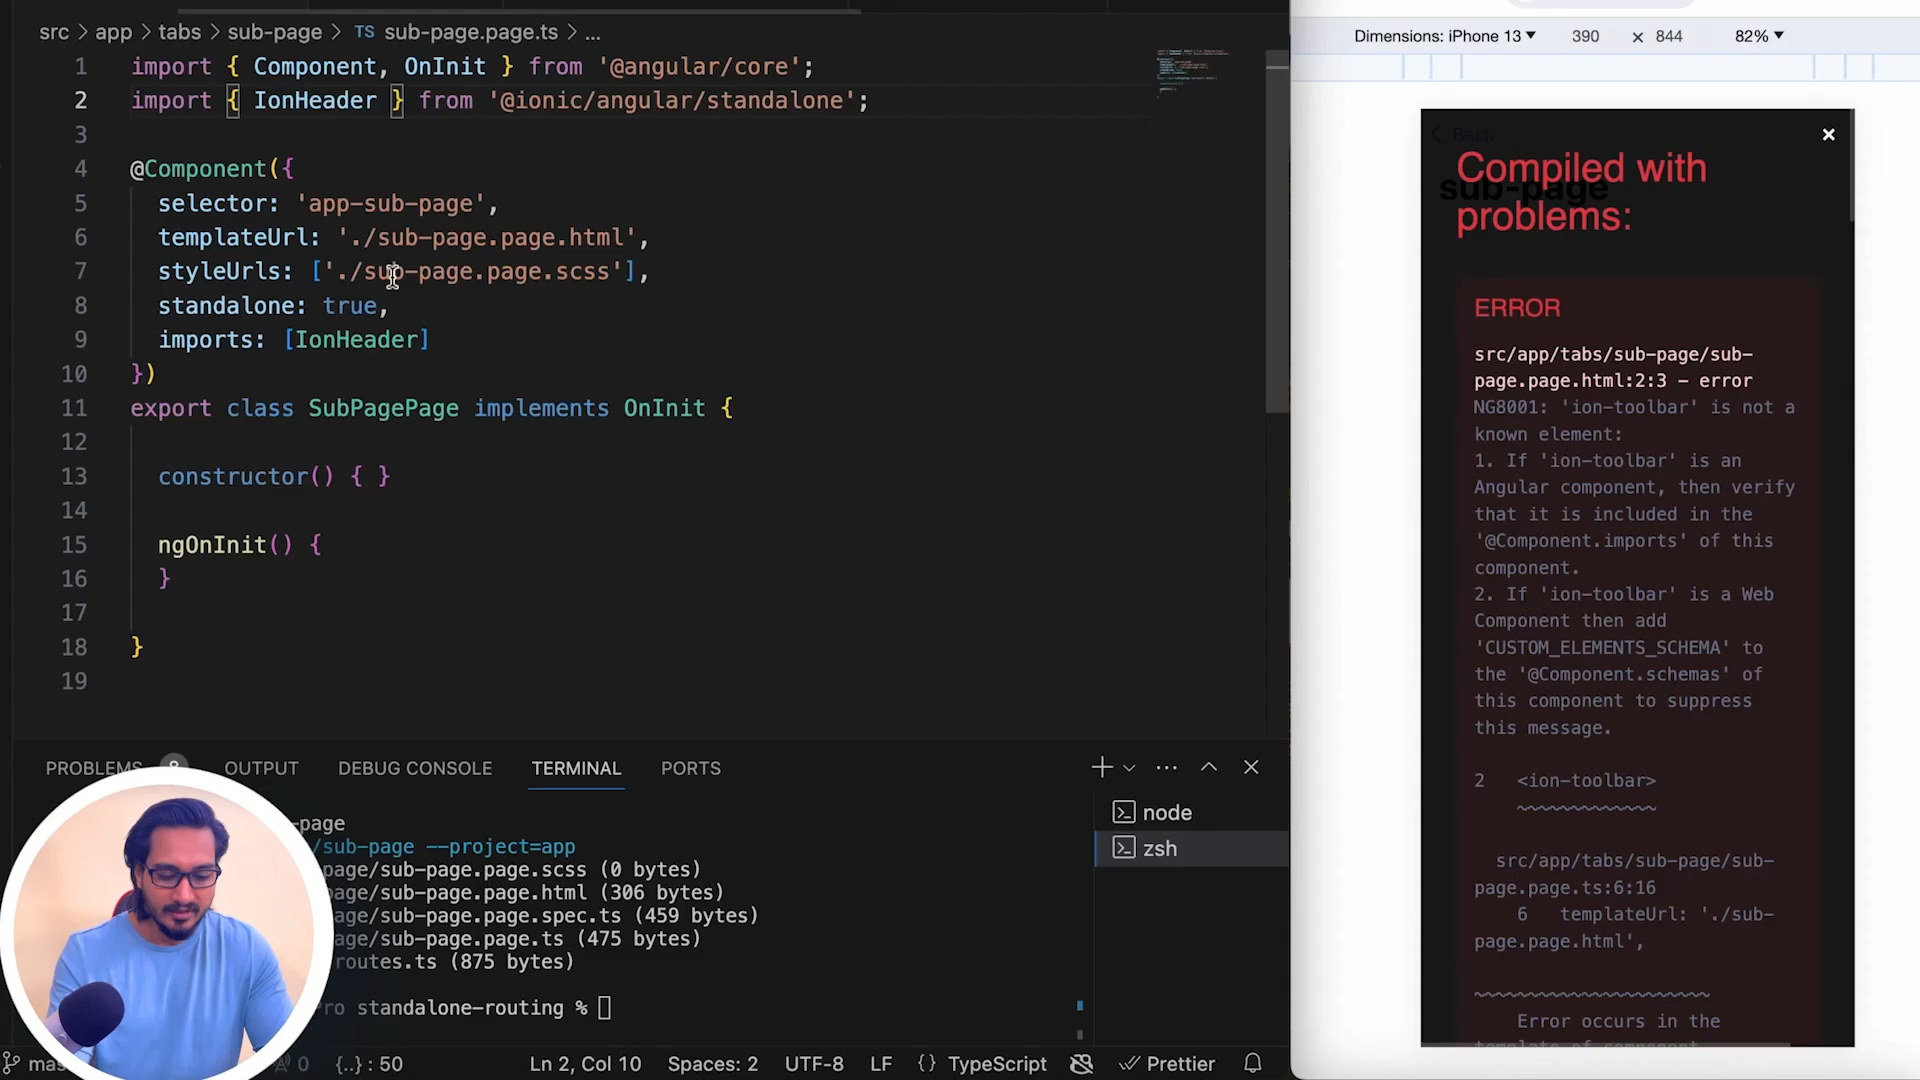 src > app > tabs > sub-page > TS sub-page.page.ts > ...
1 import { Component, OnInit } from '@angular/core';
2 import { IonHeader } from '@ionic/angular/standalone';
3
4 @Component({
5 selector: 'app-sub-page',
6 templateUrl: './sub-page.page.html',
7 styleUrls: ['./sub-page.page.scss'],
8 standalone: true,
9 imports: [IonHeader]
10 })
11 export class SubPagePage implements OnInit {
12
13 constructor() { }
14
15 ngOnInit() {
16 }
17
18 }
19
PROBLEMS 8 OUTPUT DEBUG CONSOLE TERMINAL PORTS
-page
/sub-page --project=app
page/sub-page.page.scss (0 bytes)
page/sub-page.page.html (306 bytes)
page/sub-page.page.spec.ts (459 bytes)
page/sub-page.page.ts (475 bytes)
routes.ts (875 bytes)
ro standalone-routing %
node
zsh
mas 0 {..} : 50 Ln 2, Col 10 Spaces: 2 UTF-8 LF {} TypeScript Prettier
Dimensions: iPhone 13 390 × 844 82%
Back
sub-page
Compiled with
problems:
ERROR
src/app/tabs/sub-page/sub-
page.page.html:2:3 - error
NG8001: 'ion-toolbar' is not a
known element:
1. If 'ion-toolbar' is an
Angular component, then verify
that it is included in the
'@Component.imports' of this
component.
2. If 'ion-toolbar' is a Web
Component then add
'CUSTOM_ELEMENTS_SCHEMA' to
the '@Component.schemas' of
this component to suppress
this message.
2 <ion-toolbar>
~~~~~~~~~~~~~
src/app/tabs/sub-page/sub-
page.page.ts:6:16
6 templateUrl: './sub-
page.page.html',
~~~~~~~~~~~~~~~~~~~~~~
Error occurs in the
template of component